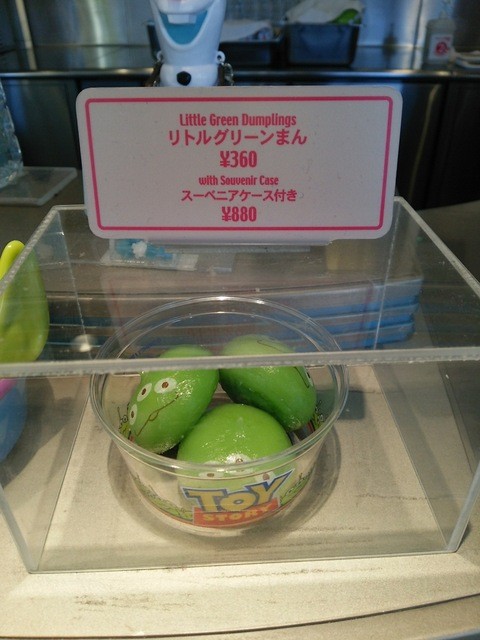 Little Green Dumplings
リトルグリーンまん
¥360
with Souvenir Case
スーベニアケース付き
¥880
TOY
STORY